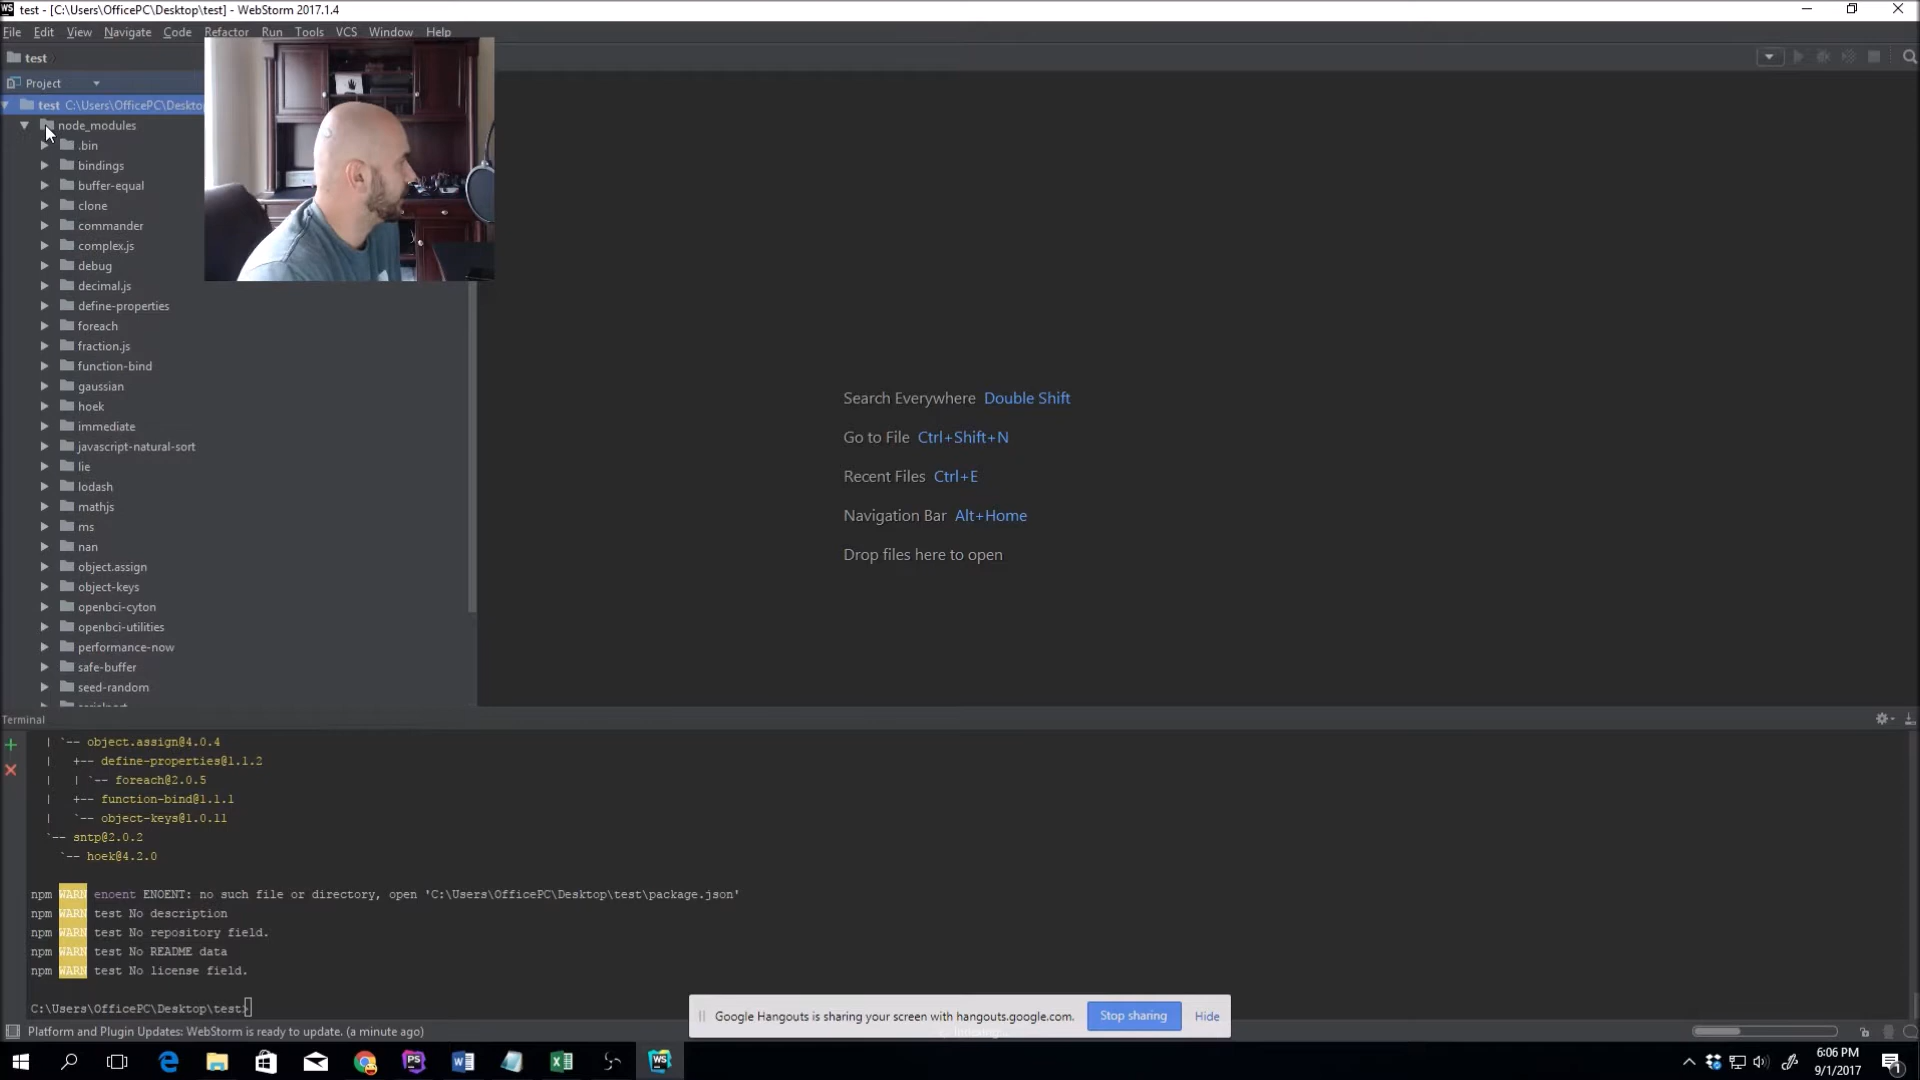 WS test - [C:\Users\OfficePC\Desktop\test] - WebStorm 2017.1.4
File Edit View Navigate Code Refactor Run Tools VCS Window Help
test
Project
test C:\Users\OfficePC\Desktop
node_modules
.bin
bindings
buffer-equal
clone
commander
complex.js
debug
decimal.js
define-properties
foreach
fraction.js
function-bind
gaussian
hoek
immediate
javascript-natural-sort
lie
lodash
mathjs
ms
nan
object.assign
object-keys
openbci-cyton
openbci-utilities
performance-now
safe-buffer
seed-random
serialport
Search Everywhere Double Shift
Go to File Ctrl+Shift+N
Recent Files Ctrl+E
Navigation Bar Alt+Home
Drop files here to open
Terminal
| `-- object.assign@4.0.4
|   +-- define-properties@1.1.2
|   | `-- foreach@2.0.5
|   +-- function-bind@1.1.1
|   `-- object-keys@1.0.11
`-- sntp@2.0.2
  `-- hoek@4.2.0
npm WARN enoent ENOENT: no such file or directory, open 'C:\Users\OfficePC\Desktop\test\package.json'
npm WARN test No description
npm WARN test No repository field.
npm WARN test No README data
npm WARN test No license field.
C:\Users\OfficePC\Desktop\test>
Google Hangouts is sharing your screen with hangouts.google.com. Stop sharing Hide
Platform and Plugin Updates: WebStorm is ready to update. (a minute ago)
PS
WS
6:06 PM
9/1/2017
1